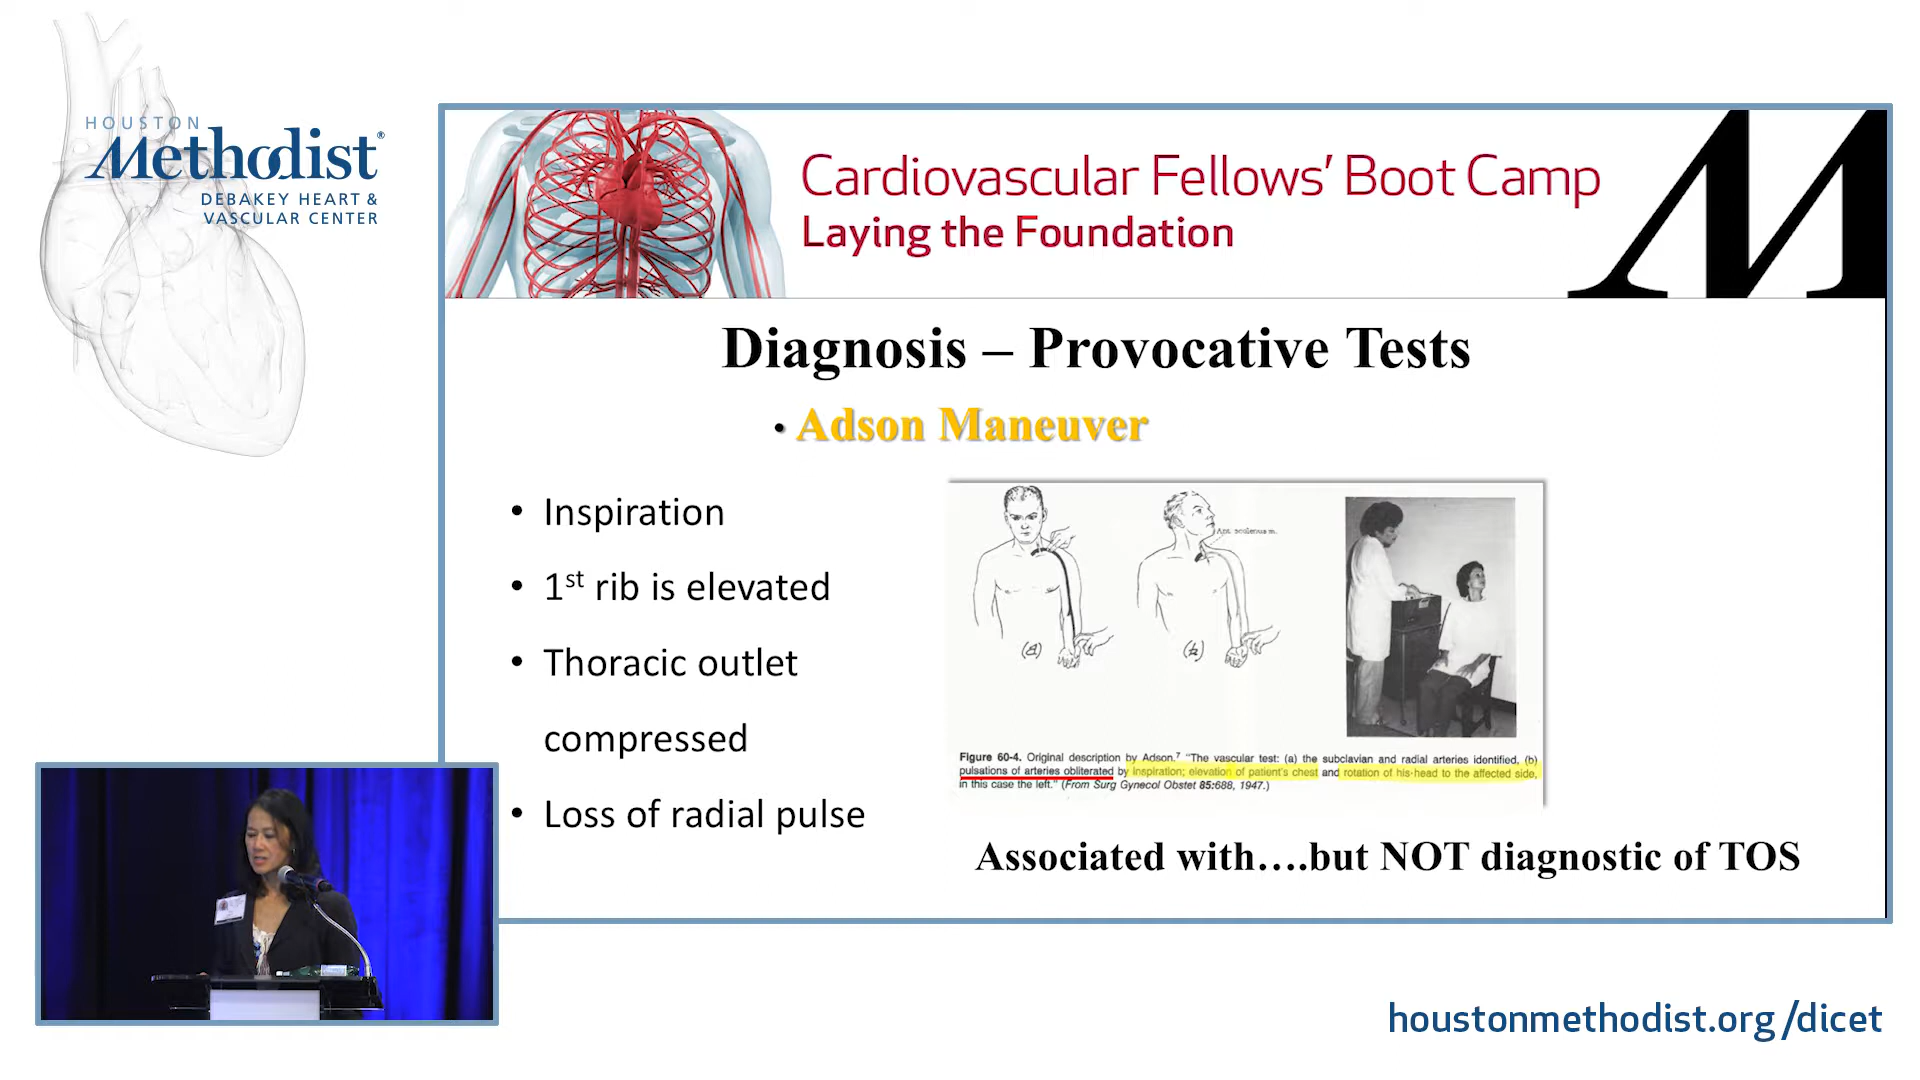 HOUSTON
Methodist®
DEBAKEY HEART &
VASCULAR CENTER
Cardiovascular Fellows’ Boot Camp
Laying the Foundation
M
Diagnosis – Provocative Tests
• Adson Maneuver
• Inspiration
• 1st rib is elevated
• Thoracic outlet
compressed
• Loss of radial pulse
Ant. scalenus m.
(a)
(b)
Figure 60-4. Original description by Adson.7 "The vascular test: (a) the subclavian and radial arteries identified, (b)
pulsations of arteries obliterated by inspiration; elevation of patient's chest and rotation of his head to the affected side,
in this case the left." (From Surg Gynecol Obstet 85:688, 1947.)
Associated with….but NOT diagnostic of TOS
houstonmethodist.org/dicet